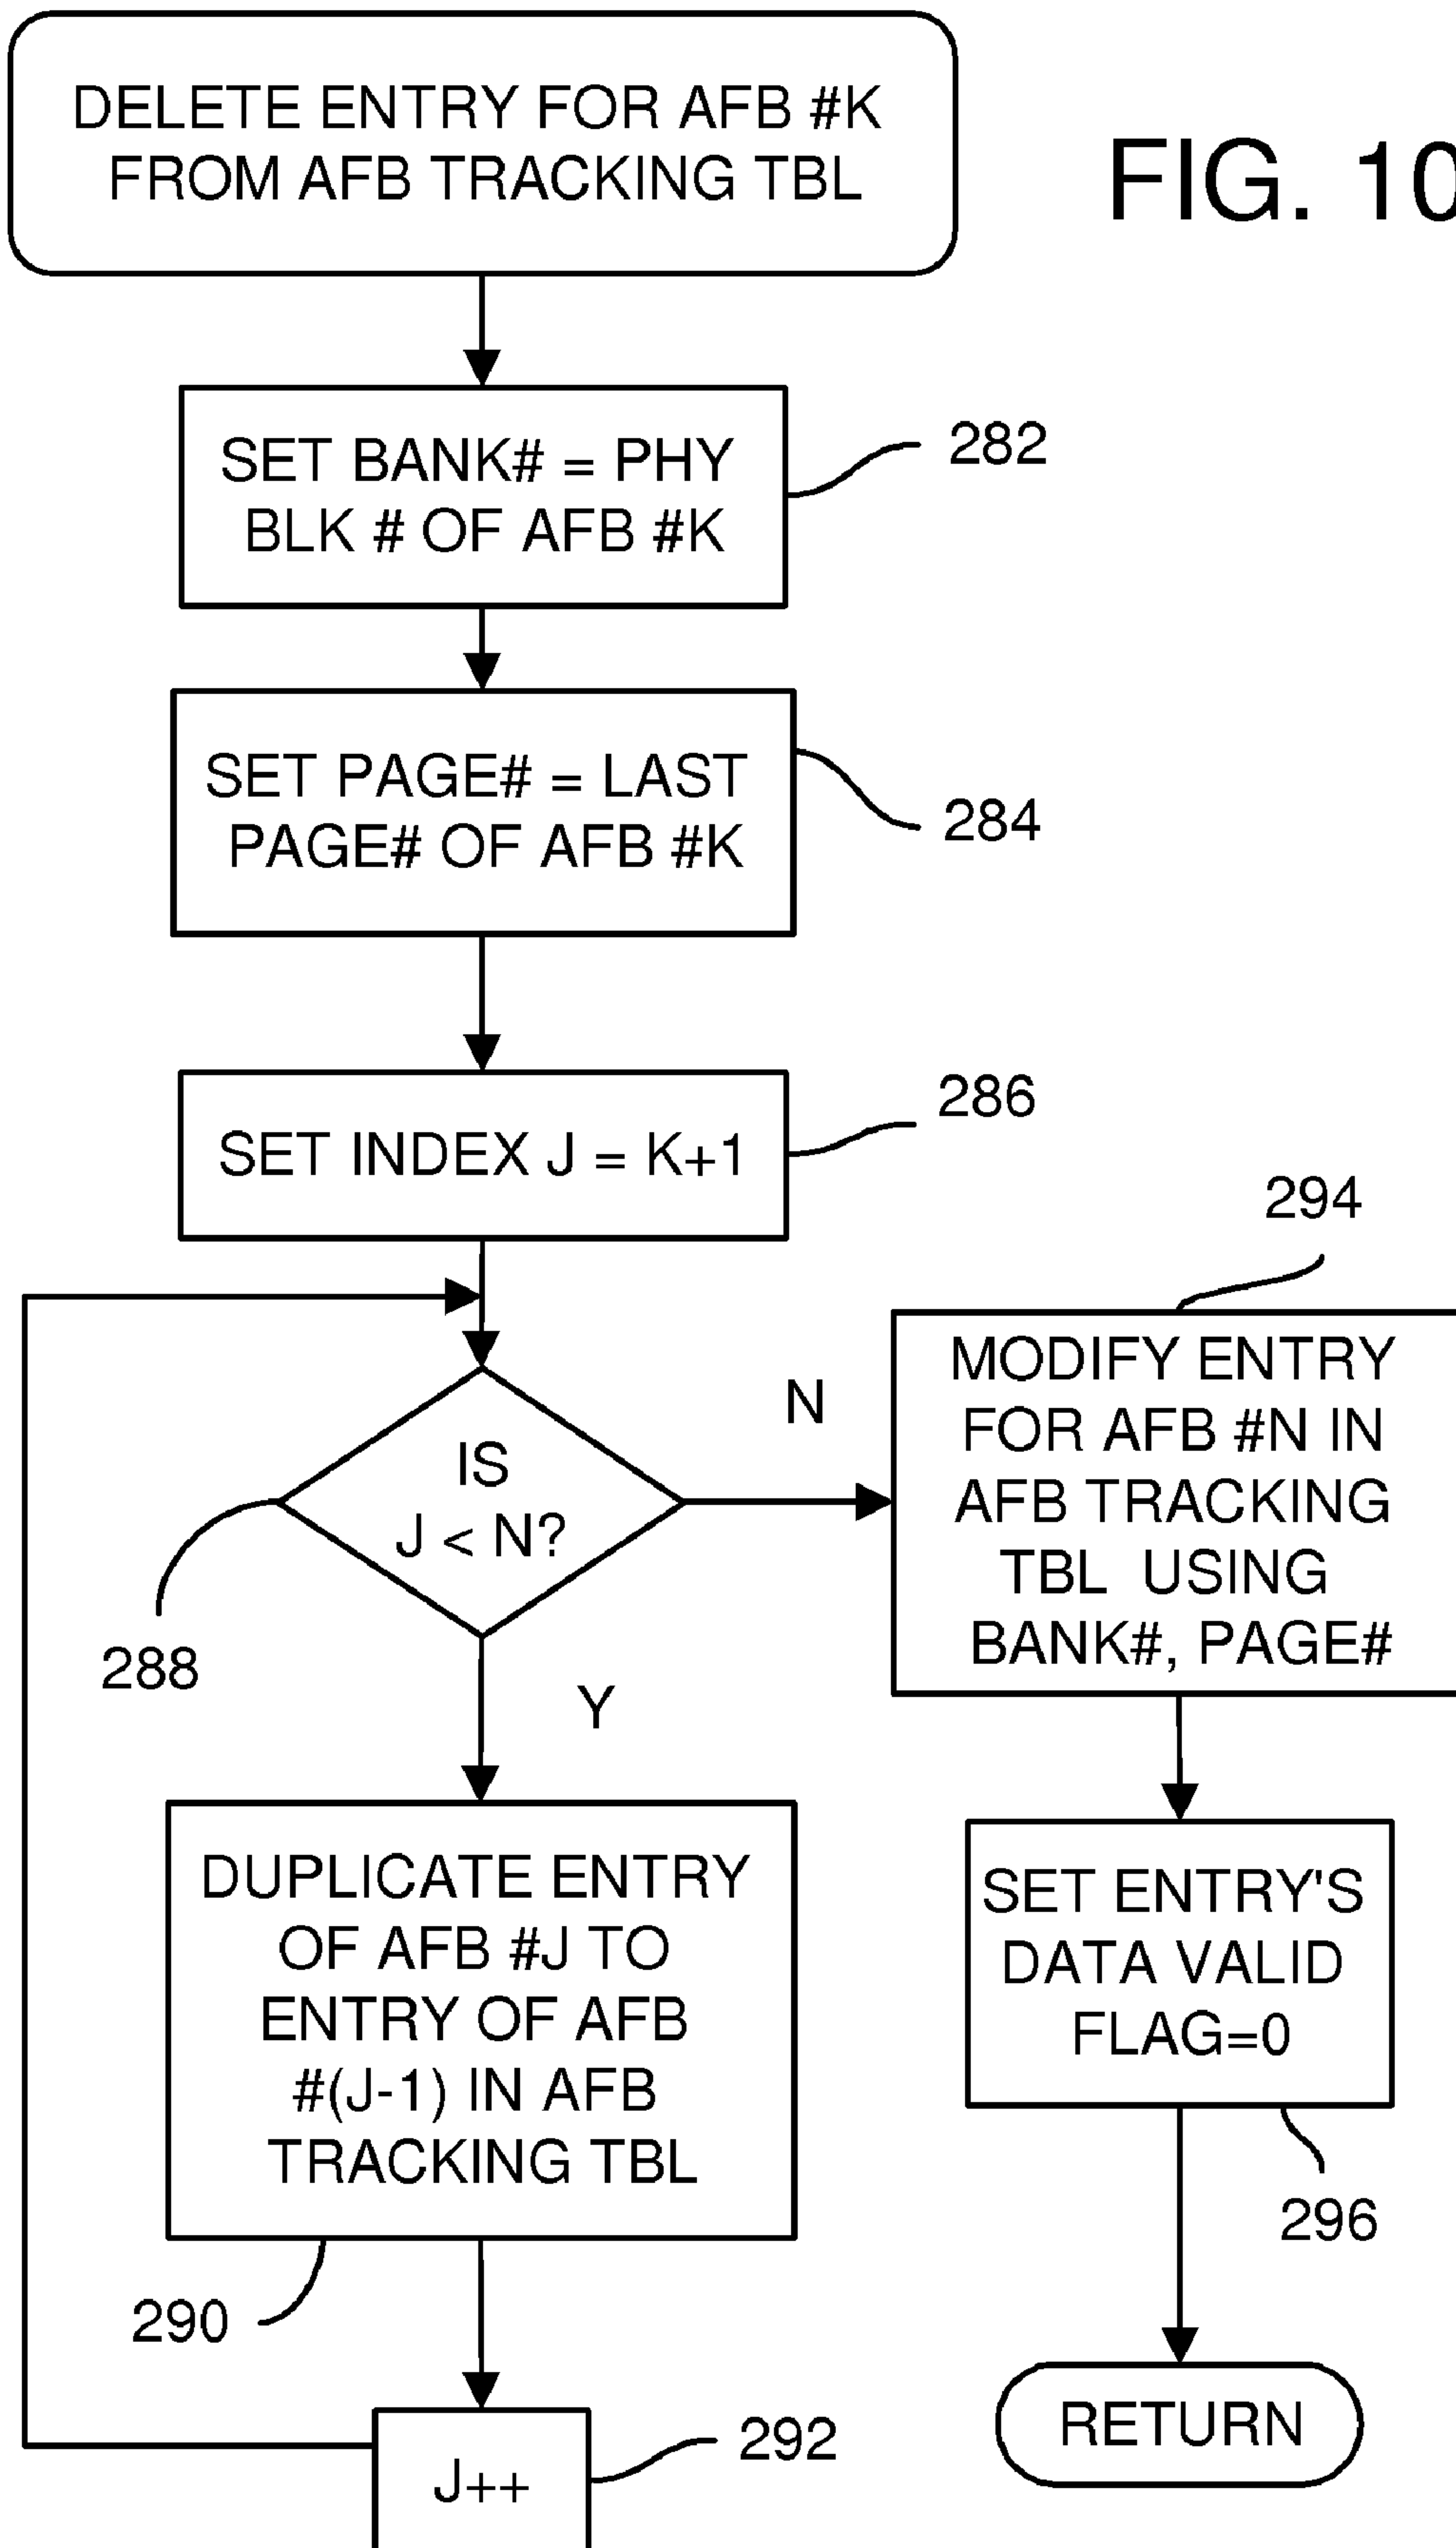 DELETE ENTRY FOR AFB #K
FROM AFB TRACKING TBL
FIG. 10
SET BANK# = PHY
BLK # OF AFB #K
282
SET PAGE# = LAST
PAGE# OF AFB #K
284
SET INDEX J = K+1
286
IS
J < N?
288
N
Y
294
MODIFY ENTRY
FOR AFB #N IN
AFB TRACKING
TBL USING
BANK#, PAGE#
DUPLICATE ENTRY
OF AFB #J TO
ENTRY OF AFB
#(J-1) IN AFB
TRACKING TBL
290
SET ENTRY'S
DATA VALID
FLAG=0
296
J++
292
RETURN